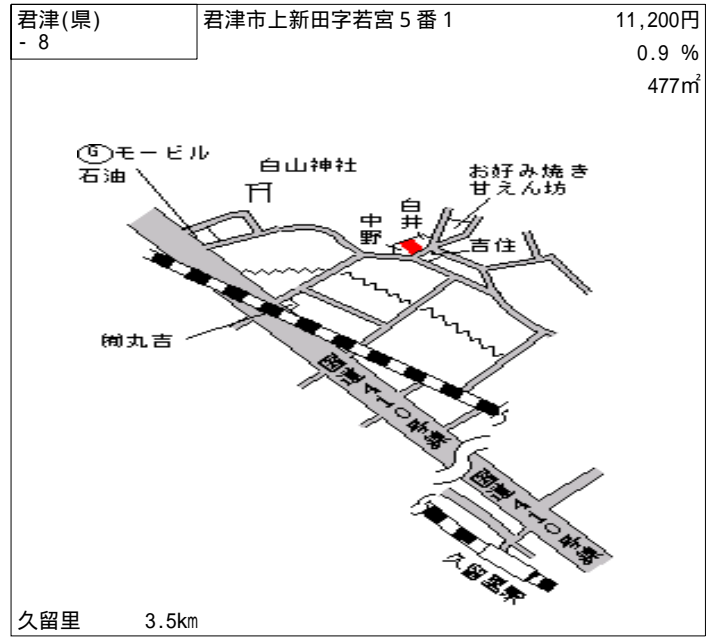 君津(県)
- 8
君津市上新田字若宮５番１
11,200円
0.9 %
477㎡
Ⓖモービル
石油
白山神社
お好み焼き
甘えん坊
白井
中野
吉住
㈲丸吉
国道４１０号線
国道４１０号線
久留里駅
久留里 3.5km